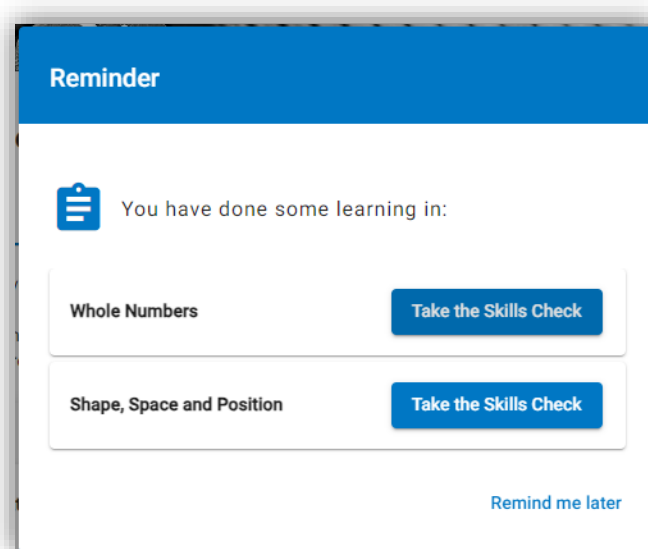 Reminder
You have done some learning in:
Whole Numbers
Take the Skills Check
Shape, Space and Position
Take the Skills Check
Remind me later